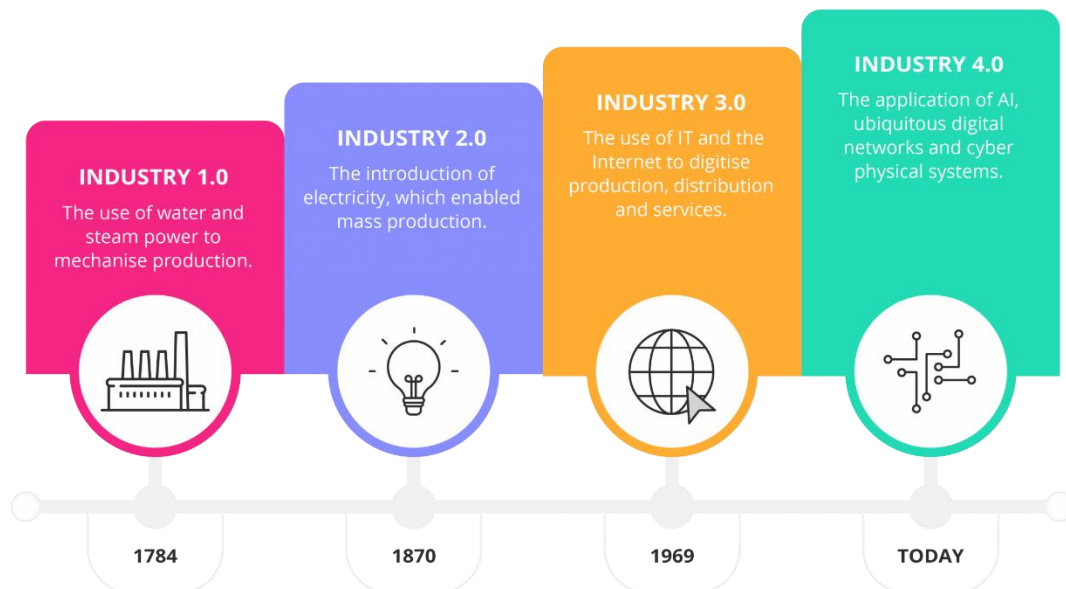 INDUSTRY 1.0
The use of water and
steam power to
mechanise production.
INDUSTRY 2.0
The introduction of
electricity, which enabled
mass production.
INDUSTRY 3.0
The use of IT and the
Internet to digitise
production, distribution
and services.
INDUSTRY 4.0
The application of AI,
ubiquitous digital
networks and cyber
physical systems.
1784
1870
1969
TODAY